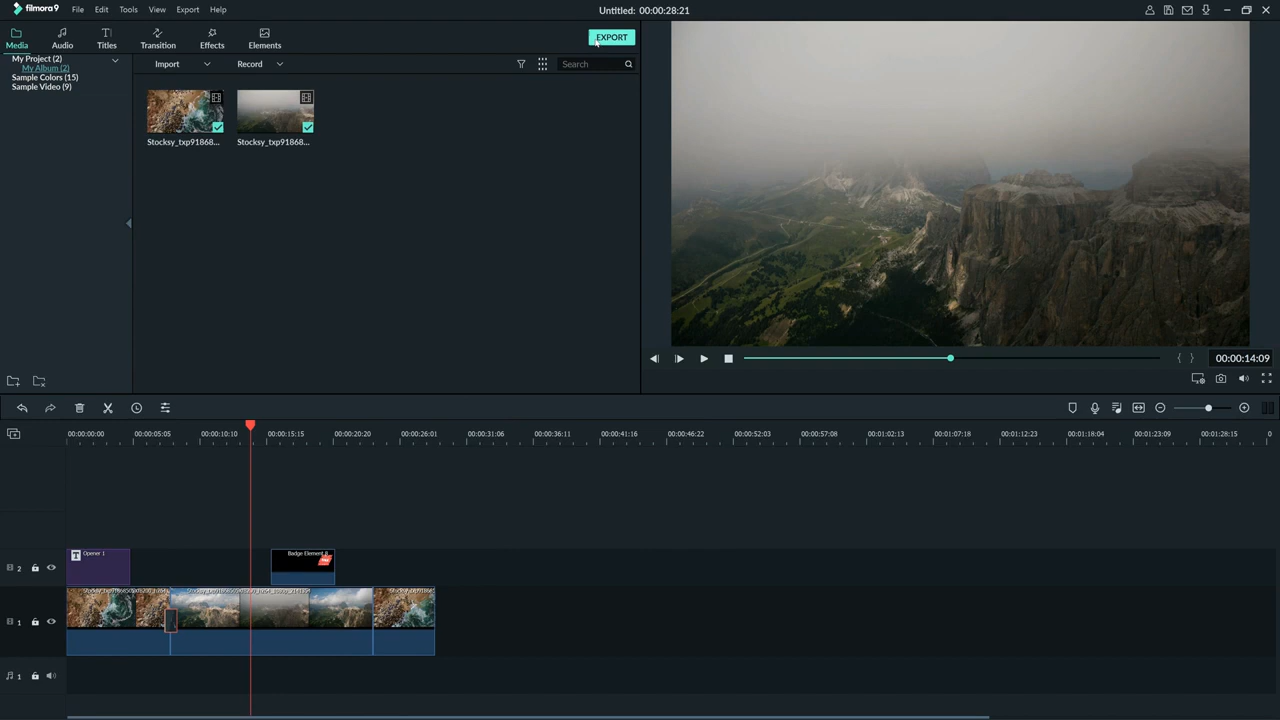 filmora9 File Edit Tools View Export Help Untitled: 00:00:28:21
Media Audio Titles Transition Effects Elements EXPORT
My Project (2)
My Album (2)
Sample Colors (15)
Sample Video (9)
Import Record Search
Stocksy_txp91868... Stocksy_txp91868...
00:00:14:09
00:00:00:00 00:00:05:05 00:00:10:10 00:00:15:15 00:00:20:20 00:00:26:01 00:00:31:06 00:00:36:11 00:00:41:16 00:00:46:22 00:00:52:03 00:00:57:08 00:01:02:13 00:01:07:18 00:01:12:23 00:01:18:04 00:01:23:09 00:01:28:15 0
2 T Opener 1 Badge Element 8
1
1